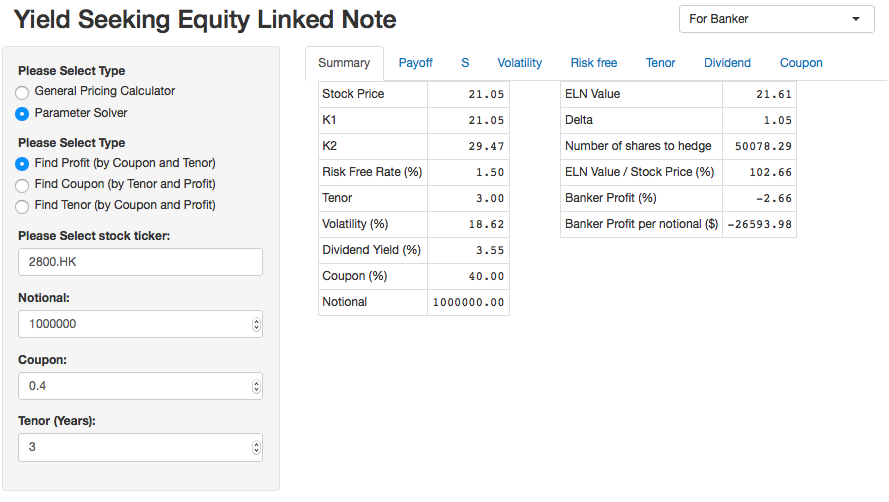 Yield Seeking Equity Linked Note
For Banker
Please Select Type
General Pricing Calculator
Parameter Solver
Please Select Type
Find Profit (by Coupon and Tenor)
Find Coupon (by Tenor and Profit)
Find Tenor (by Coupon and Profit)
Please Select stock ticker:
2800.HK
Notional:
1000000
Coupon:
0.4
Tenor (Years):
3
Summary Payoff S Volatility Risk free Tenor Dividend Coupon
Stock Price 21.05
K1 21.05
K2 29.47
Risk Free Rate (%) 1.50
Tenor 3.00
Volatility (%) 18.62
Dividend Yield (%) 3.55
Coupon (%) 40.00
Notional 1000000.00
ELN Value 21.61
Delta 1.05
Number of shares to hedge 50078.29
ELN Value / Stock Price (%) 102.66
Banker Profit (%) -2.66
Banker Profit per notional ($) -26593.98